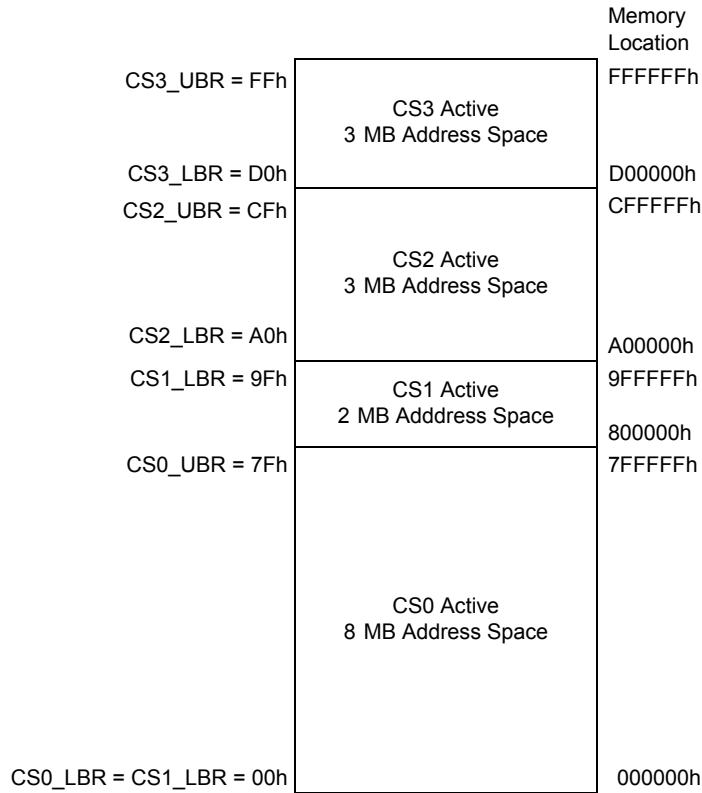 Memory
Location
CS3_UBR = FFh
FFFFFFh
CS3 Active
3 MB Address Space
CS3_LBR = D0h
D00000h
CS2_UBR = CFh
CFFFFFh
CS2 Active
3 MB Address Space
CS2_LBR = A0h
A00000h
CS1_LBR = 9Fh
9FFFFFh
CS1 Active
2 MB Adddress Space
800000h
CS0_UBR = 7Fh
7FFFFFh
CS0 Active
8 MB Address Space
CS0_LBR = CS1_LBR = 00h
000000h